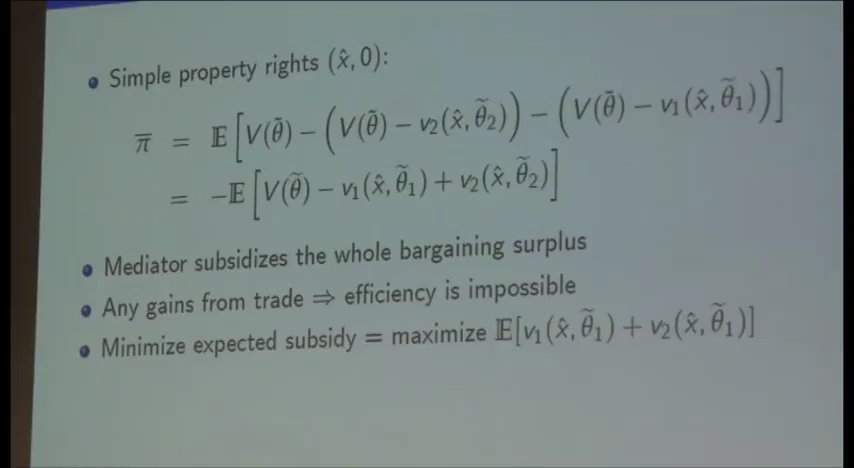 Simple property rights (x̂, 0):
π̄ = 𝔼[V(θ̃) − (V(θ̃) − v₂(x̂, θ̃₂)) − (V(θ̃) − v₁(x̂, θ̃₁))]
= −𝔼[V(θ̃) − v₁(x̂, θ̃₁) + v₂(x̂, θ̃₂)]
Mediator subsidizes the whole bargaining surplus
Any gains from trade ⇒ efficiency is impossible
Minimize expected subsidy = maximize 𝔼[v₁(x̂, θ̃₁) + v₂(x̂, θ̃₁)]